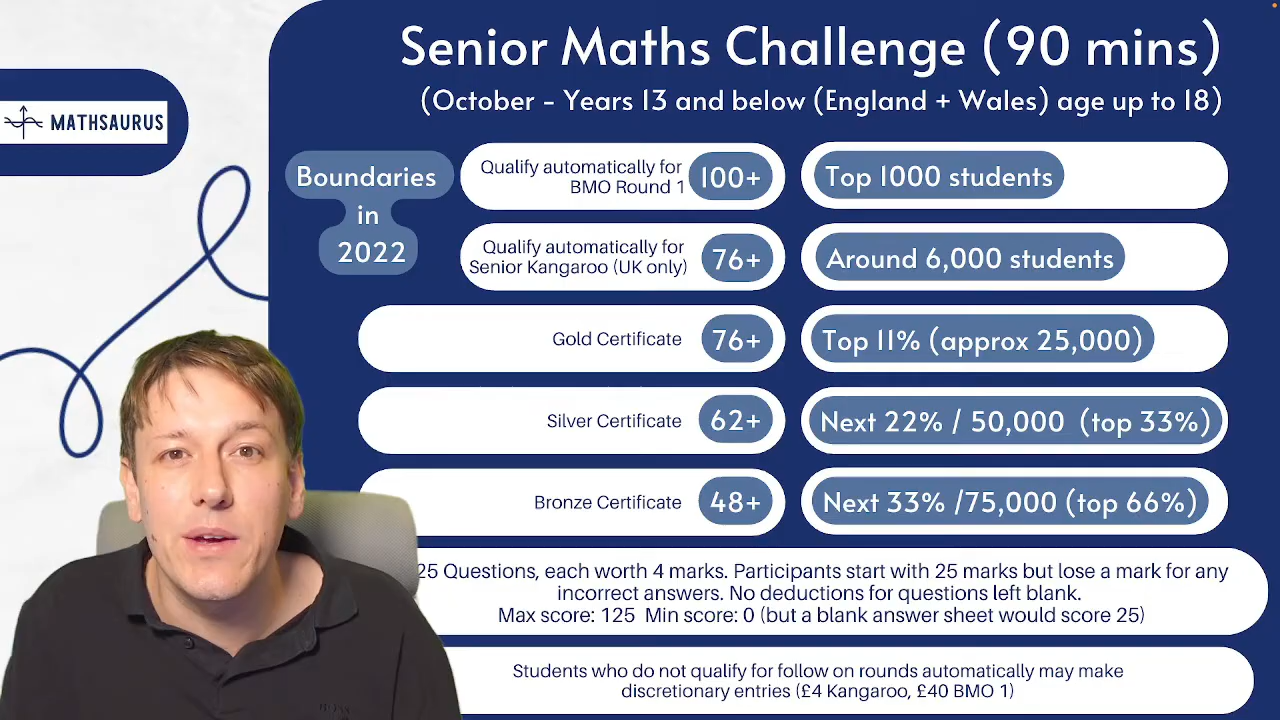 Senior Maths Challenge (90 mins)
(October – Years 13 and below (England + Wales) age up to 18)
MATHSAURUS
Boundaries
in
2022
Qualify automatically for
BMO Round 1
100+
Top 1000 students
Qualify automatically for
Senior Kangaroo (UK only)
76+
Around 6,000 students
Gold Certificate
76+
Top 11% (approx 25,000)
Silver Certificate
62+
Next 22% / 50,000 (top 33%)
Bronze Certificate
48+
Next 33% /75,000 (top 66%)
25 Questions, each worth 4 marks. Participants start with 25 marks but lose a mark for any
incorrect answers. No deductions for questions left blank.
Max score: 125 Min score: 0 (but a blank answer sheet would score 25)
Students who do not qualify for follow on rounds automatically may make
discretionary entries (£4 Kangaroo, £40 BMO 1)